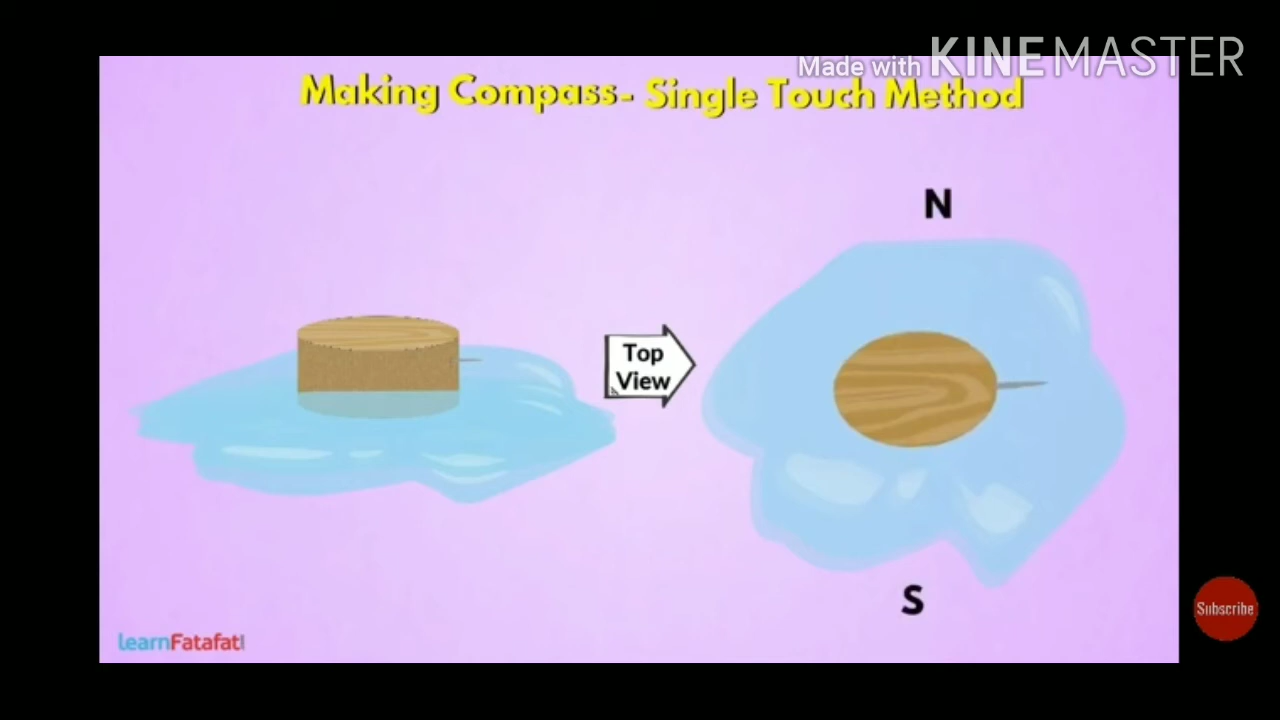 Made with KINEMASTER
Making Compass- Single Touch Method
N
Top
View
S
Subscribe
learnFatafat